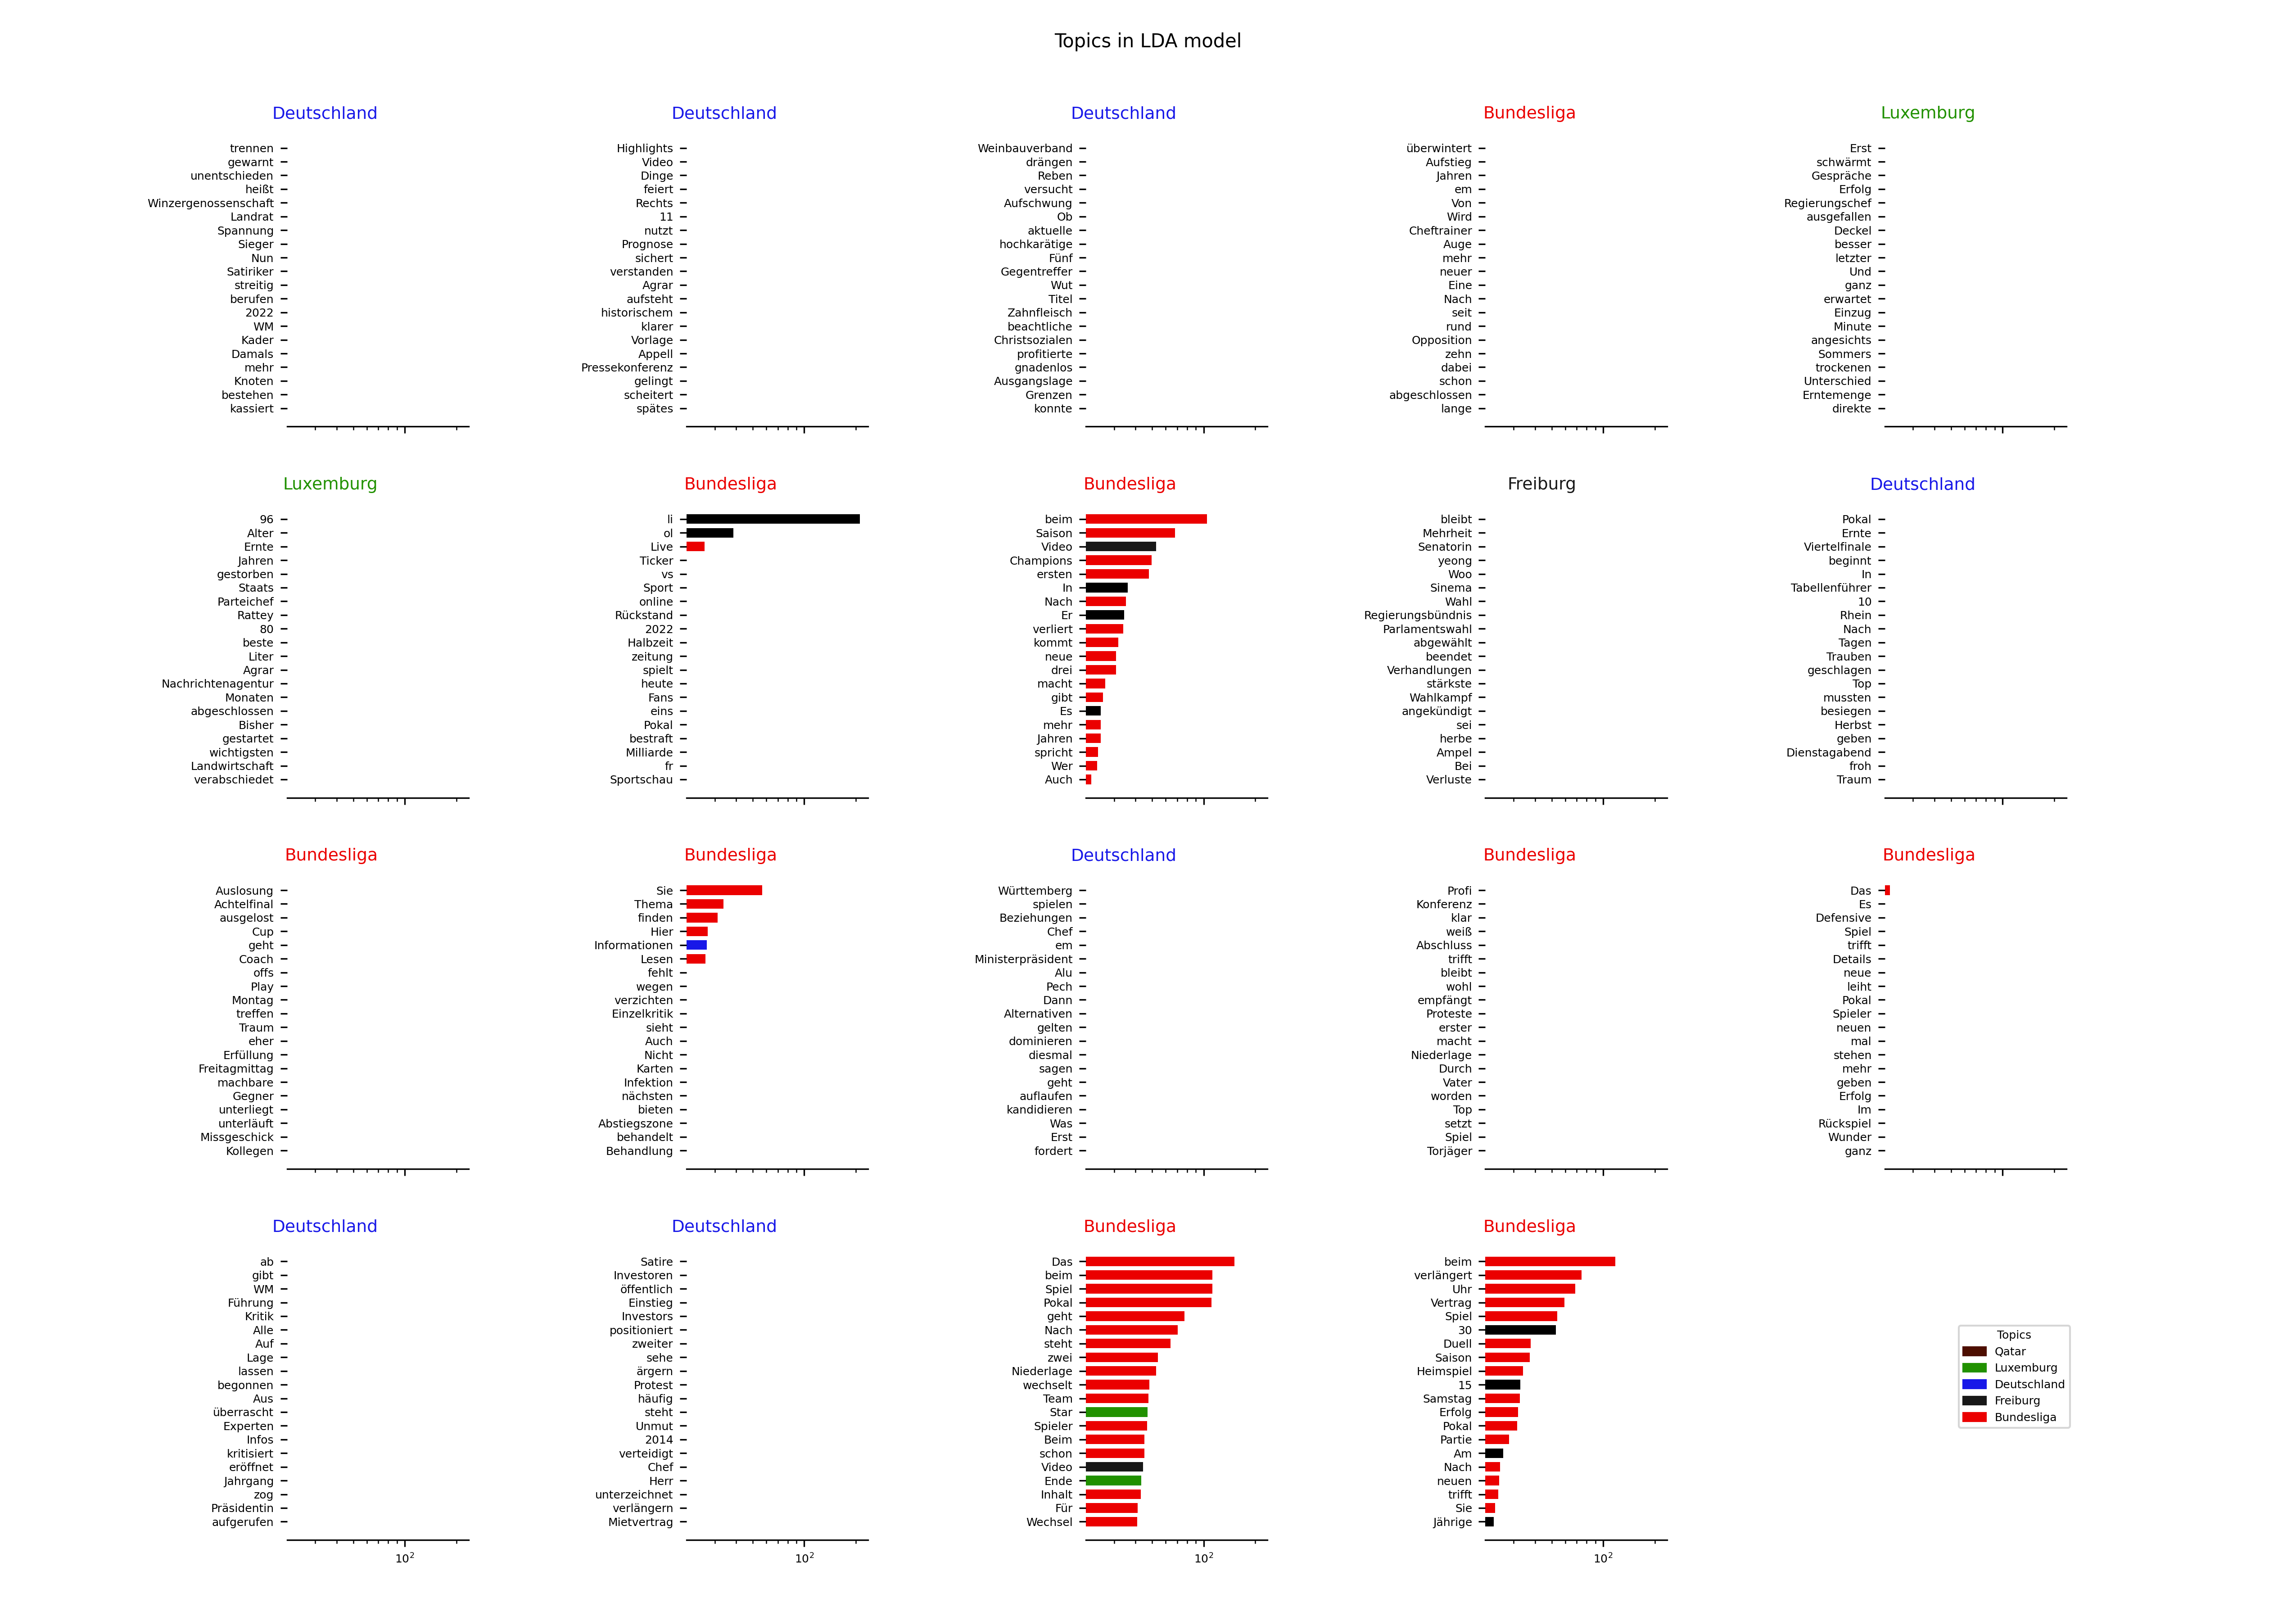 Topics in LDA model
Deutschland
trennen
gewarnt
unentschieden
heißt
Winzergenossenschaft
Landrat
Spannung
Sieger
Nun
Satiriker
streitig
berufen
2022
WM
Kader
Damals
mehr
Knoten
bestehen
kassiert
Deutschland
Highlights
Video
Dinge
feiert
Rechts
11
nutzt
Prognose
sichert
verstanden
Agrar
aufsteht
historischem
klarer
Vorlage
Appell
Pressekonferenz
gelingt
scheitert
spätes
Deutschland
Weinbauverband
drängen
Reben
versucht
Aufschwung
Ob
aktuelle
hochkarätige
Fünf
Gegentreffer
Wut
Titel
Zahnfleisch
beachtliche
Christsozialen
profitierte
gnadenlos
Ausgangslage
Grenzen
konnte
Bundesliga
überwintert
Aufstieg
Jahren
em
Von
Wird
Cheftrainer
Auge
mehr
neuer
Eine
Nach
seit
rund
Opposition
zehn
dabei
schon
abgeschlossen
lange
Luxemburg
Erst
schwärmt
Gespräche
Erfolg
Regierungschef
ausgefallen
Deckel
besser
letzter
Und
ganz
erwartet
Einzug
Minute
angesichts
Sommers
trockenen
Unterschied
Erntemenge
direkte
Luxemburg
96
Alter
Ernte
Jahren
gestorben
Staats
Parteichef
Rattey
80
beste
Liter
Agrar
Nachrichtenagentur
Monaten
abgeschlossen
Bisher
gestartet
wichtigsten
Landwirtschaft
verabschiedet
Bundesliga
li
ol
Live
Ticker
vs
Sport
online
Rückstand
2022
Halbzeit
zeitung
spielt
heute
Fans
eins
Pokal
bestraft
Milliarde
fr
Sportschau
Bundesliga
beim
Saison
Video
Champions
ersten
In
Nach
Er
verliert
kommt
neue
drei
macht
gibt
Es
mehr
Jahren
spricht
Wer
Auch
Freiburg
bleibt
Mehrheit
Senatorin
yeong
Woo
Sinema
Wahl
Regierungsbündnis
Parlamentswahl
abgewählt
beendet
Verhandlungen
stärkste
Wahlkampf
angekündigt
sei
herbe
Ampel
Bei
Verluste
Deutschland
Pokal
Ernte
Viertelfinale
beginnt
In
Tabellenführer
10
Rhein
Nach
Tagen
Trauben
geschlagen
Top
mussten
besiegen
Herbst
geben
Dienstagabend
froh
Traum
Bundesliga
Auslosung
Achtelfinal
ausgelost
Cup
geht
Coach
offs
Play
Montag
treffen
Traum
eher
Erfüllung
Freitagmittag
machbare
Gegner
unterliegt
unterläuft
Missgeschick
Kollegen
Bundesliga
Sie
Thema
finden
Hier
Informationen
Lesen
fehlt
wegen
verzichten
Einzelkritik
sieht
Auch
Nicht
Karten
Infektion
nächsten
bieten
Abstiegszone
behandelt
Behandlung
Deutschland
Württemberg
spielen
Beziehungen
Chef
em
Ministerpräsident
Alu
Pech
Dann
Alternativen
gelten
dominieren
diesmal
sagen
geht
auflaufen
kandidieren
Was
Erst
fordert
Bundesliga
Profi
Konferenz
klar
weiß
Abschluss
trifft
bleibt
wohl
empfängt
Proteste
erster
macht
Niederlage
Durch
Vater
worden
Top
setzt
Spiel
Torjäger
Bundesliga
Das
Es
Defensive
Spiel
trifft
Details
neue
leiht
Pokal
Spieler
neuen
mal
stehen
mehr
geben
Erfolg
Im
Rückspiel
Wunder
ganz
Deutschland
ab
gibt
WM
Führung
Kritik
Alle
Auf
Lage
lassen
begonnen
Aus
überrascht
Experten
Infos
kritisiert
eröffnet
Jahrgang
zog
Präsidentin
aufgerufen
10²
Deutschland
Satire
Investoren
öffentlich
Einstieg
Investors
positioniert
zweiter
sehe
ärgern
Protest
häufig
steht
Unmut
2014
verteidigt
Chef
Herr
unterzeichnet
verlängern
Mietvertrag
10²
Bundesliga
Das
beim
Spiel
Pokal
geht
Nach
steht
zwei
Niederlage
wechselt
Team
Star
Spieler
Beim
schon
Video
Ende
Inhalt
Für
Wechsel
10²
Bundesliga
beim
verlängert
Uhr
Vertrag
Spiel
30
Duell
Saison
Heimspiel
15
Samstag
Erfolg
Pokal
Partie
Am
Nach
neuen
trifft
Sie
Jährige
10²
Topics
Qatar
Luxemburg
Deutschland
Freiburg
Bundesliga